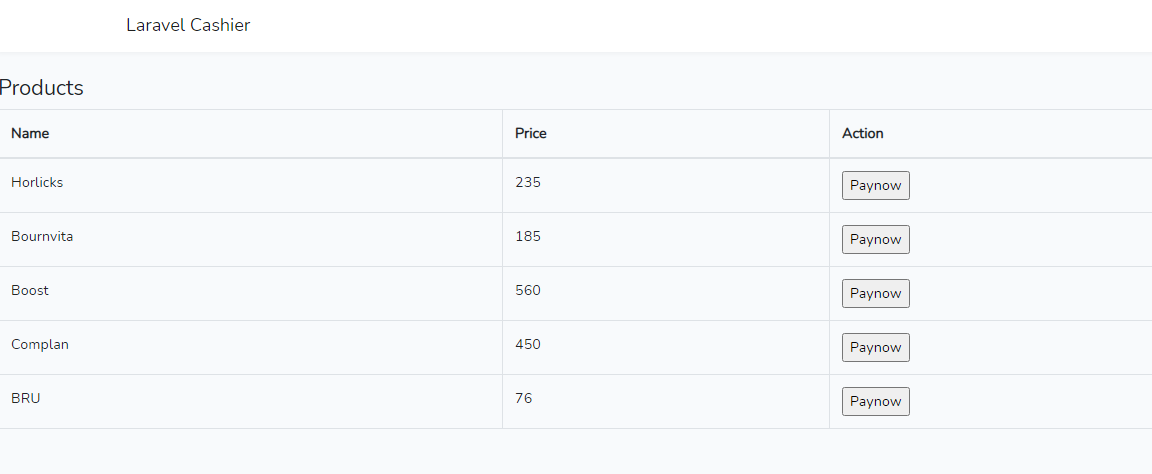 Laravel Cashier
Products
Name Price Action
Horlicks 235 Paynow
Bournvita 185 Paynow
Boost 560 Paynow
Complan 450 Paynow
BRU 76 Paynow